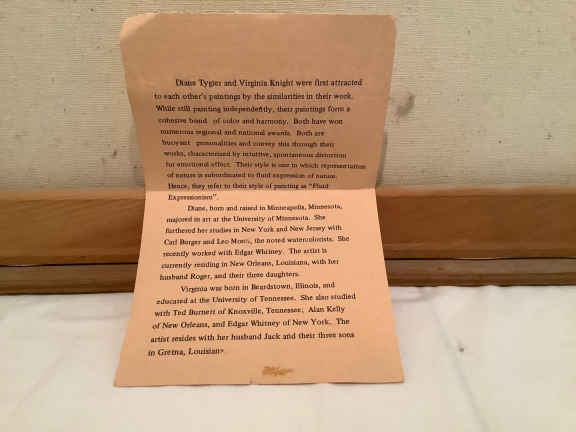 Diane Tygier and Virginia Knight were first attracted
to each other's paintings by the similarities in their work.
While still painting independently, their paintings form a
cohesive bond of color and harmony. Both have won
numerous regional and national awards. Both are
buoyant personalities and convey this through their
works, characterized by intuitive, spontaneous distortion
for emotional effect. Their style is one in which representation
of nature is subordinated to fluid expression of nature.
Hence, they refer to their style of painting as "Fluid
Expressionism".
Diane, born and raised in Minneapolis, Minnesota,
majored in art at the University of Minnesota. She
furthered her studies in New York and New Jersey with
Carl Burger and Leo the noted watercolorists. She
recently worked with Edgar Whitney. The artist is
currently residing in New Orleans, Louisiana, with her
husband Roger, and their three daughters.
Virginia was born in Beardstown, Illinois, and
educated at the University of Tennessee. She also studied
with Ted Burnett of Knoxville, Tennessee; Alan Kelly
of New Orleans, and Edgar Whitney of New York. The
artist resides with her husband Jack and their three sons
in Gretna,